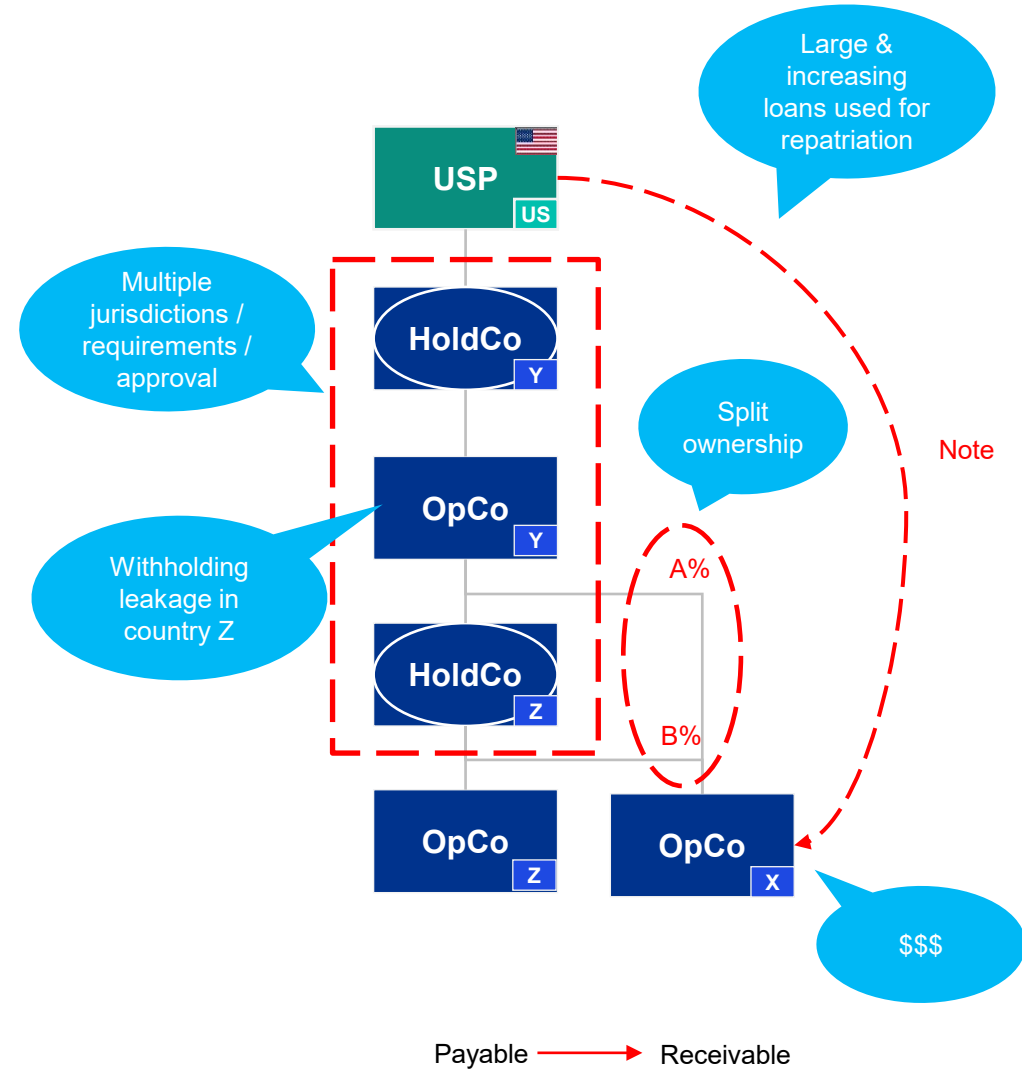 Large &
increasing
loans used for
repatriation
USP
US
Multiple
jurisdictions /
requirements /
approval
HoldCo
Y
Split
ownership
Note
OpCo
Y
A%
Withholding
leakage in
country Z
HoldCo
Z
B%
OpCo
Z
OpCo
X
$$$
Payable
Receivable